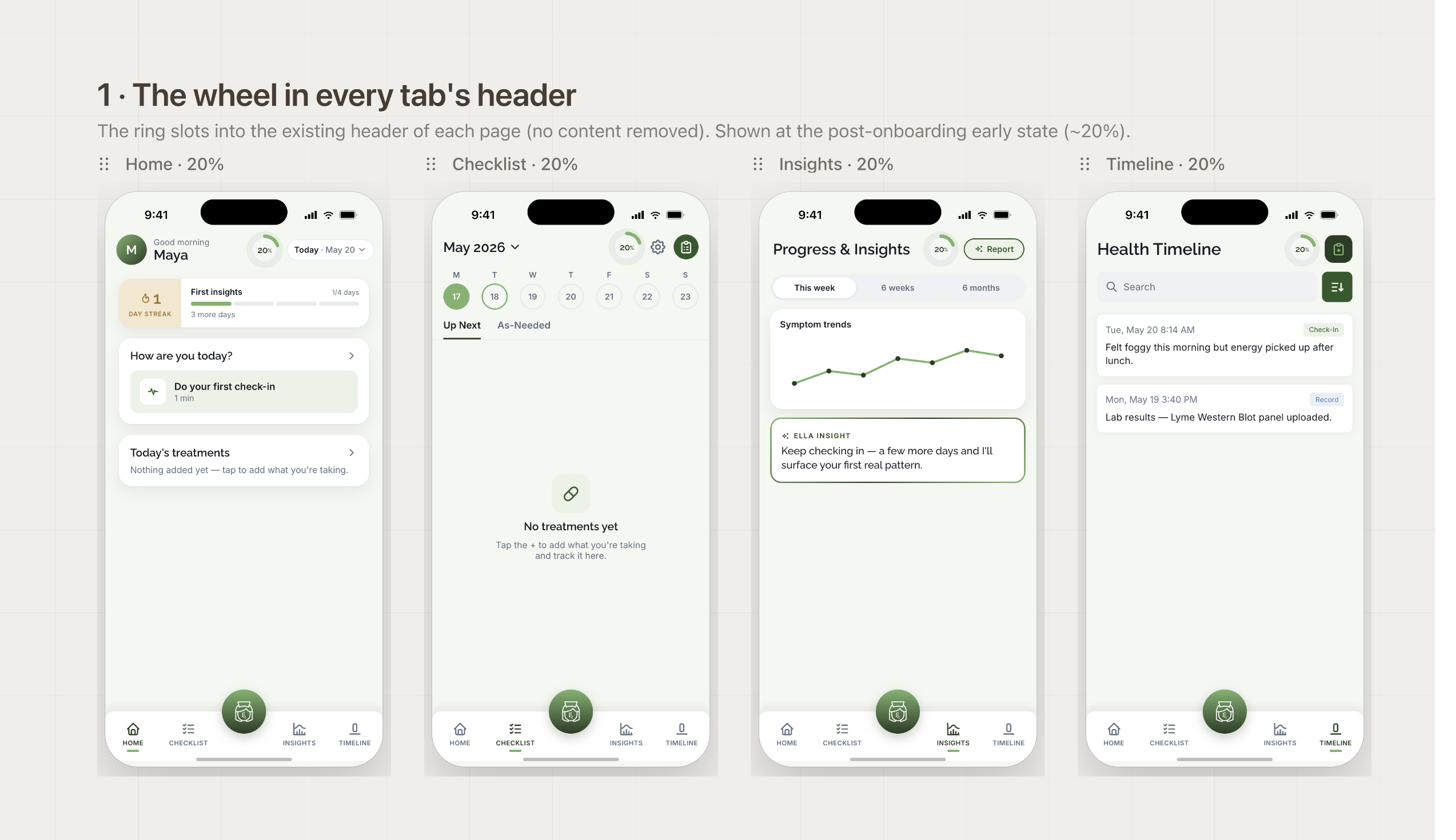 1 · The wheel in every tab's header
The ring slots into the existing header of each page (no content removed). Shown at the post-onboarding early state (~20%).
Home · 20%
9:41
M
Good morning
Maya
20%
Today · May 20
1
DAY STREAK
First insights
1/4 days
3 more days
How are you today?
Do your first check-in
1 min
Today's treatments
Nothing added yet — tap to add what you're taking.
HOME
CHECKLIST
E
INSIGHTS
TIMELINE
Checklist · 20%
9:41
May 2026
20%
M T W T F S S
17 18 19 20 21 22 23
Up Next
As-Needed
No treatments yet
Tap the + to add what you're taking
and track it here.
HOME
CHECKLIST
E
INSIGHTS
TIMELINE
Insights · 20%
9:41
Progress & Insights
20%
Report
This week
6 weeks
6 months
Symptom trends
ELLA INSIGHT
Keep checking in — a few more days and I'll
surface your first real pattern.
HOME
CHECKLIST
E
INSIGHTS
TIMELINE
Timeline · 20%
9:41
Health Timeline
20%
Search
Tue, May 20 8:14 AM
Check-In
Felt foggy this morning but energy picked up after
lunch.
Mon, May 19 3:40 PM
Record
Lab results — Lyme Western Blot panel uploaded.
HOME
CHECKLIST
E
INSIGHTS
TIMELINE